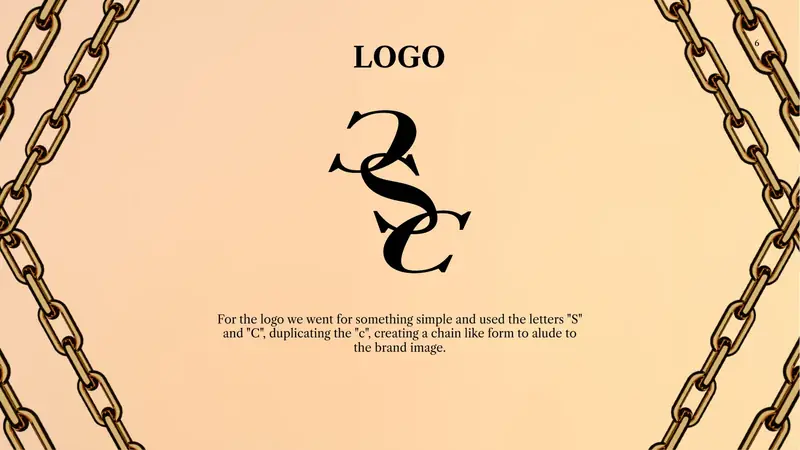 6
LOGO
C
S
C
For the logo we went for something simple and used the letters "S"
and "C", duplicating the "c", creating a chain like form to alude to
the brand image.